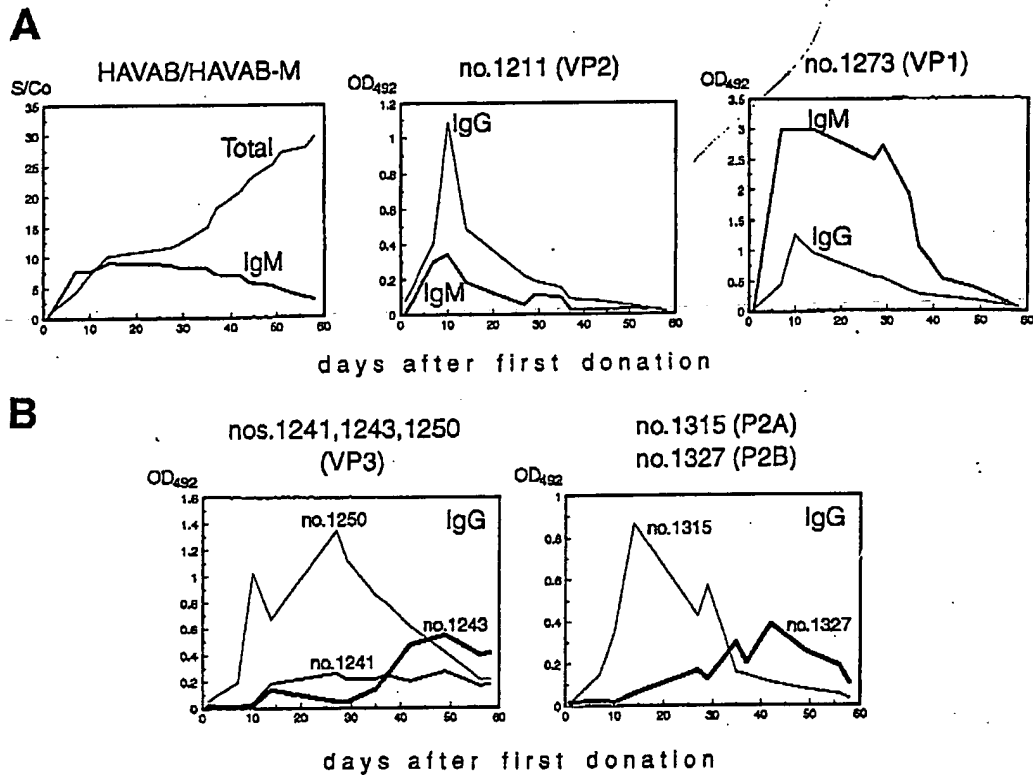 A
HAVAB/HAVAB-M
no.1211 (VP2)
no.1273 (VP1)
S/Co
35
30
25
20
15
10
5
0
Total
IgM
0 10 20 30 40 50 60
OD492
1.2
1
0.8
0.6
0.4
0.2
0
IgG
IgM
0 10 20 30 40 50 60
OD492
3.5
3
2.5
2
1.5
1
0.5
0
IgM
IgG
0 10 20 30 40 50 60
days after first donation
B
nos.1241,1243,1250
(VP3)
no.1315 (P2A)
no.1327 (P2B)
OD492
1.6
1.4
1.2
1
0.8
0.6
0.4
0.2
0
no.1250
IgG
no.1243
no.1241
0 10 20 30 40 50 60
OD492
1
0.8
0.6
0.4
0.2
0
no.1315
IgG
no.1327
0 10 20 30 40 50 60
days after first donation